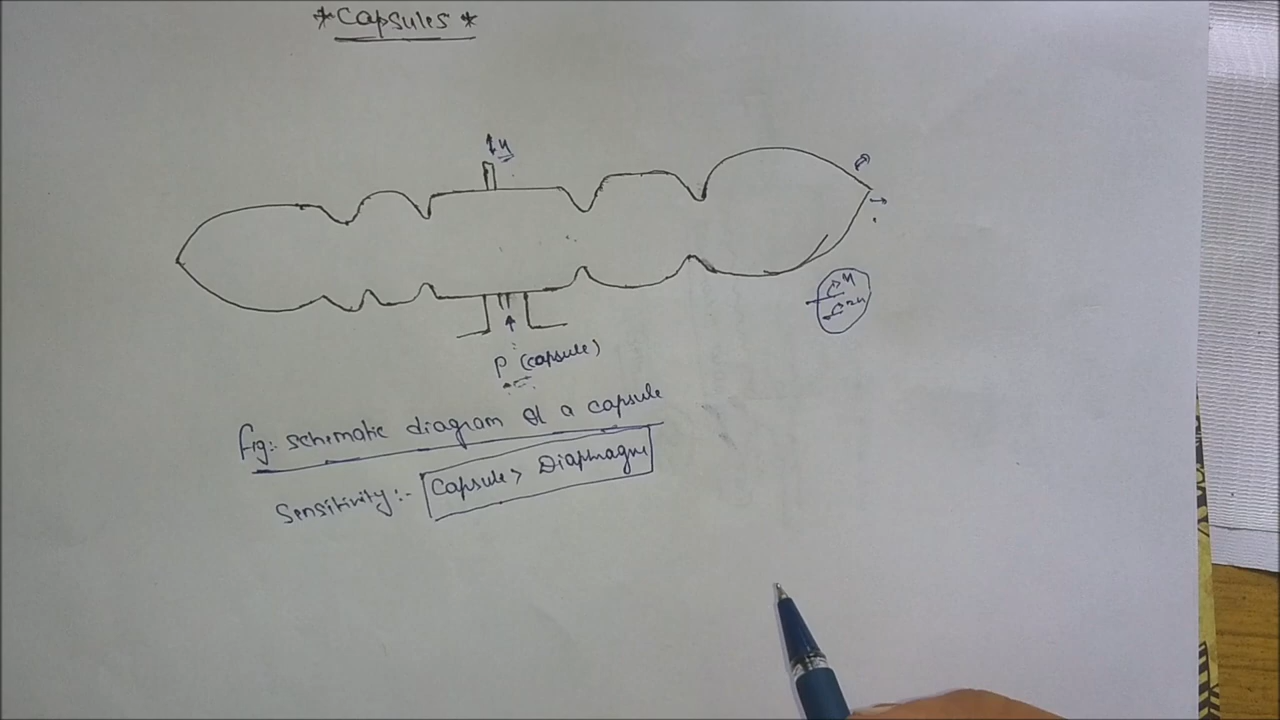 *Capsules*
y
P (capsule)
Fig:- schematic diagram of a capsule
Sensitivity:- Capsule > Diaphragm